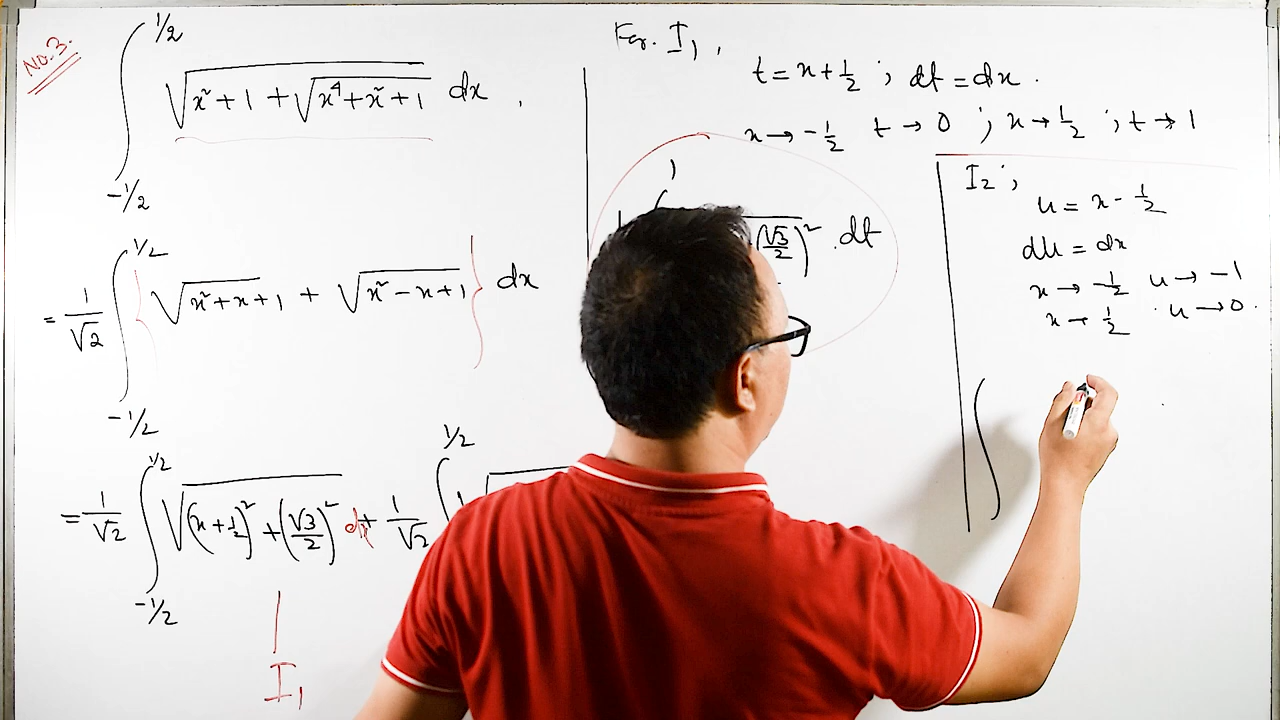 No. 3.
∫_{-1/2}^{1/2} √(x² + 1 + √(x⁴ + x² + 1)) dx ,
= 1/√2 ∫_{-1/2}^{1/2} { √(x² + x + 1) + √(x² - x + 1) } dx
= 1/√2 ∫_{-1/2}^{1/2} √((x + 1/2)² + (√3/2)²) dx + 1/√2 ∫^{1/2} √
I₁
For. I₁ ,
t = x + 1/2 ; dt = dx .
x → -1/2 t → 0 ; x → 1/2 ; t → 1
∫^{1} (√3/2)² . dt
I₂ ;
u = x - 1/2
du = dx
x → -1/2 u → -1
x → 1/2 . u → 0 .
∫